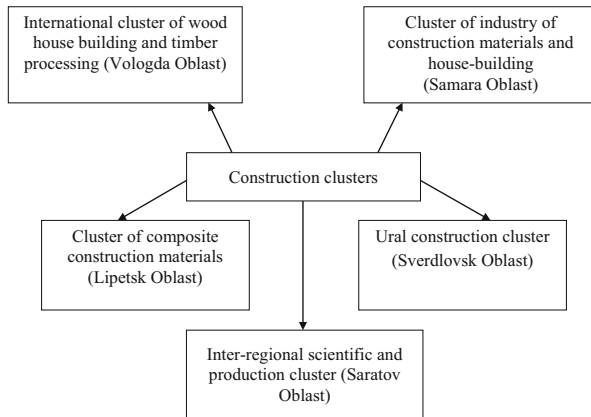 International cluster of wood
house building and timber
processing (Vologda Oblast)
Cluster of industry of
construction materials and
house-building
(Samara Oblast)
Construction clusters
Cluster of composite
construction materials
(Lipetsk Oblast)
Ural construction cluster
(Sverdlovsk Oblast)
Inter-regional scientific and
production cluster (Saratov
Oblast)